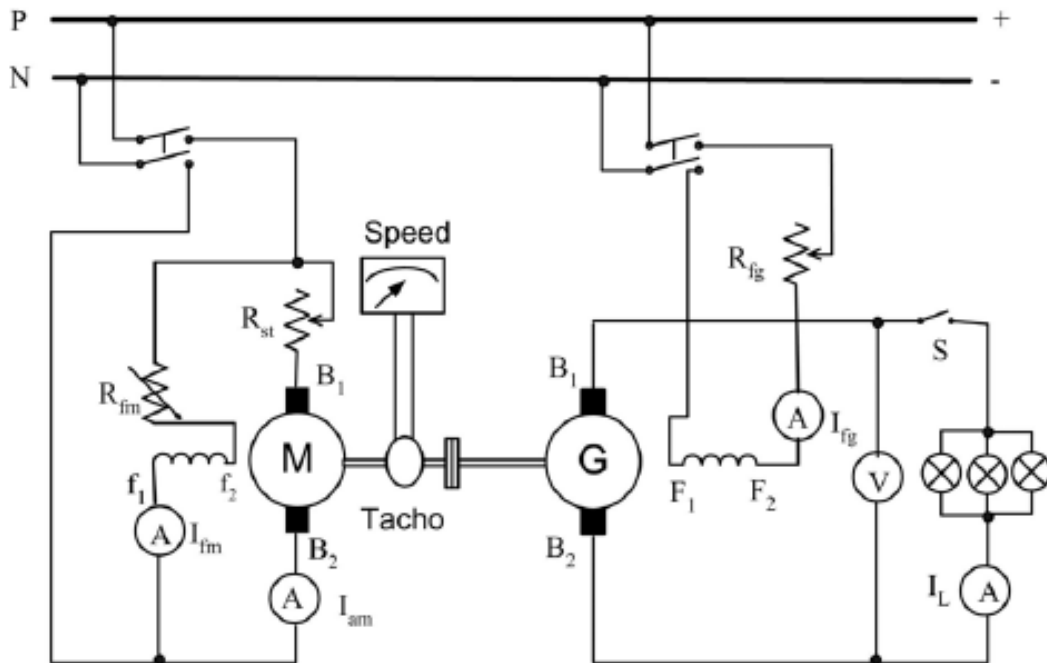 P +
N -
Speed
R_fg
R_st
S
B_1 B_1
R_fm
A I_fg
M G
V
f_1 f_2
F_1 F_2
Tacho
A I_fm
B_2 B_2
A I_am
I_L A